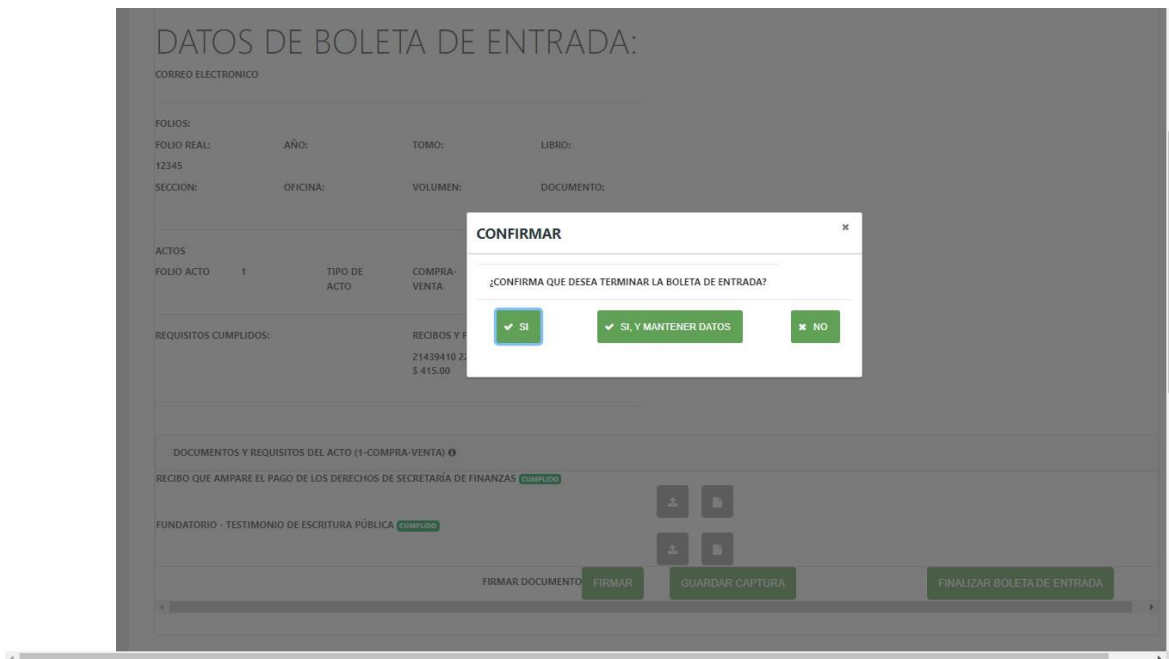 DATOS DE BOLETA DE ENTRADA:
CORREO ELECTRONICO
FOLIOS:
FOLIO REAL: AÑO: TOMO: LIBRO:
12345
SECCION: OFICINA: VOLUMEN: DOCUMENTO:
CONFIRMAR
¿CONFIRMA QUE DESEA TERMINAR LA BOLETA DE ENTRADA?
SI SI, Y MANTENER DATOS NO
ACTOS
FOLIO ACTO 1 TIPO DE ACTO COMPRA-VENTA
REQUISITOS CUMPLIDOS: RECIBOS Y
21439410
$ 415.00
DOCUMENTOS Y REQUISITOS DEL ACTO (1-COMPRA-VENTA)
RECIBO QUE AMPARE EL PAGO DE LOS DERECHOS DE SECRETARÍA DE FINANZAS CUMPLIDO
FUNDATORIO - TESTIMONIO DE ESCRITURA PÚBLICA CUMPLIDO
FIRMAR DOCUMENTO FIRMAR GUARDAR CAPTURA FINALIZAR BOLETA DE ENTRADA